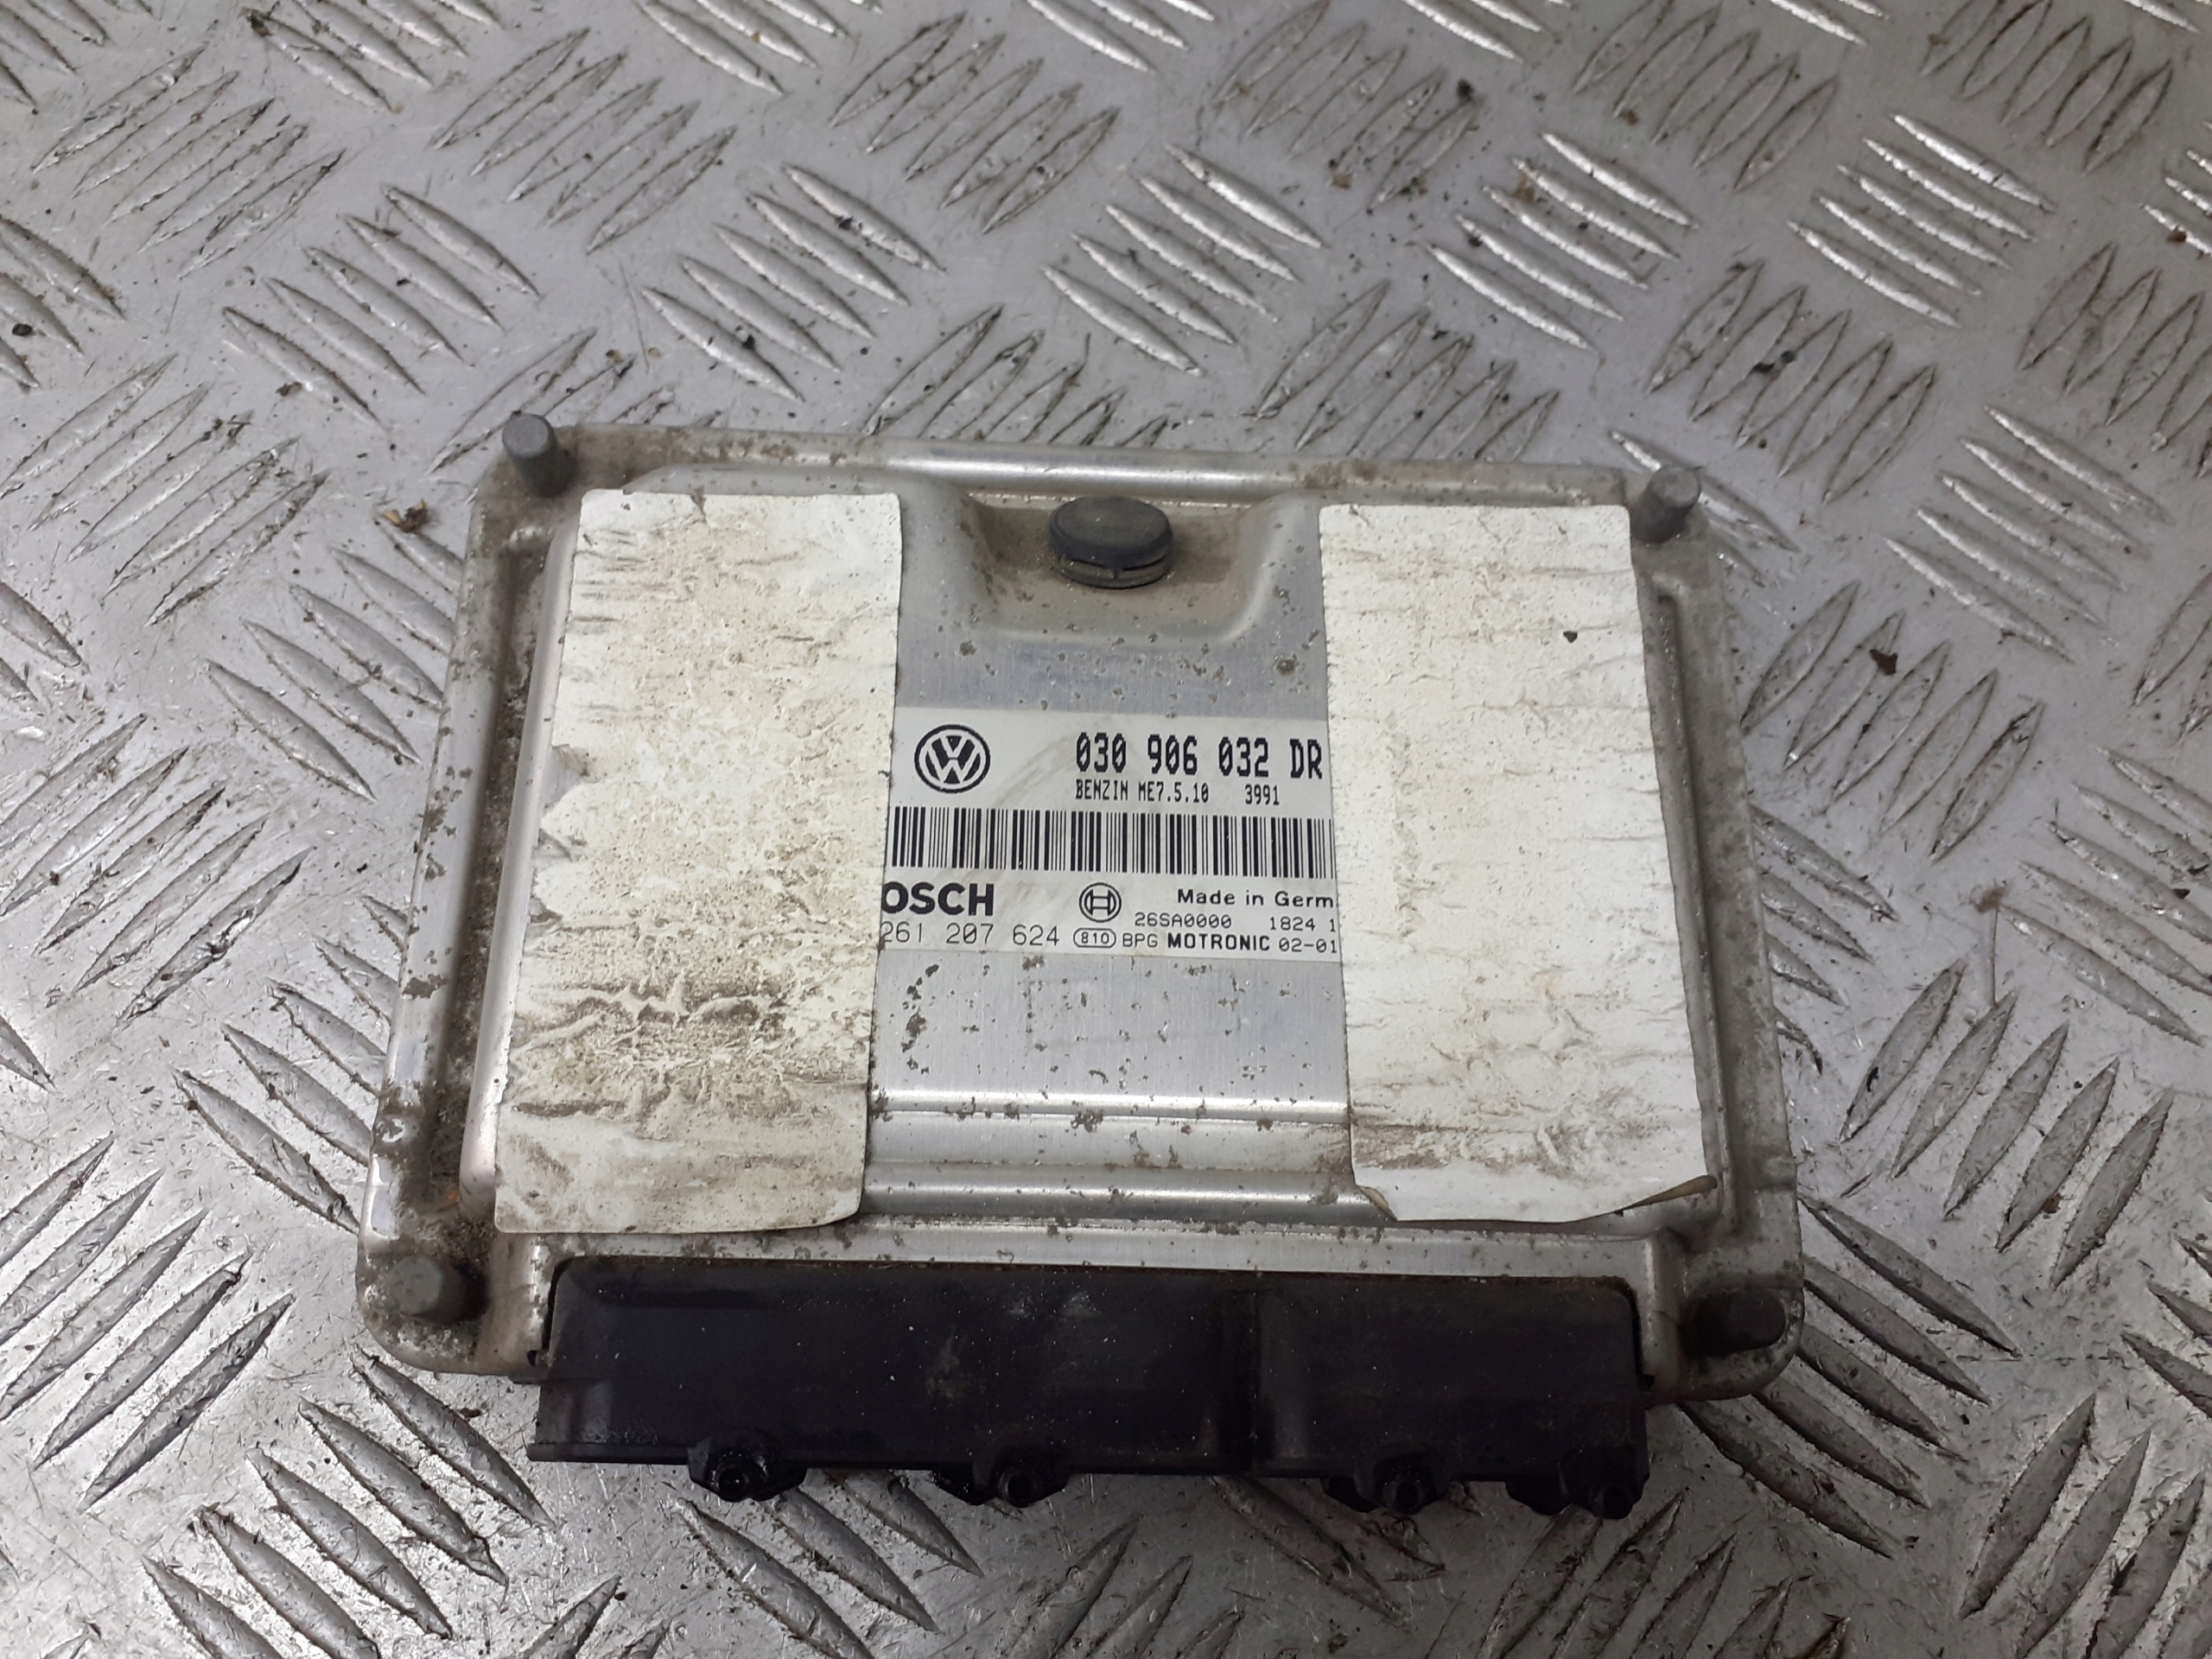 030 906 032 DR
BENZIN ME7.5.10 3991
OSCH
Made in Germ
26SA0000 1824 1
261 207 624 810 BPG MOTRONIC 02-01